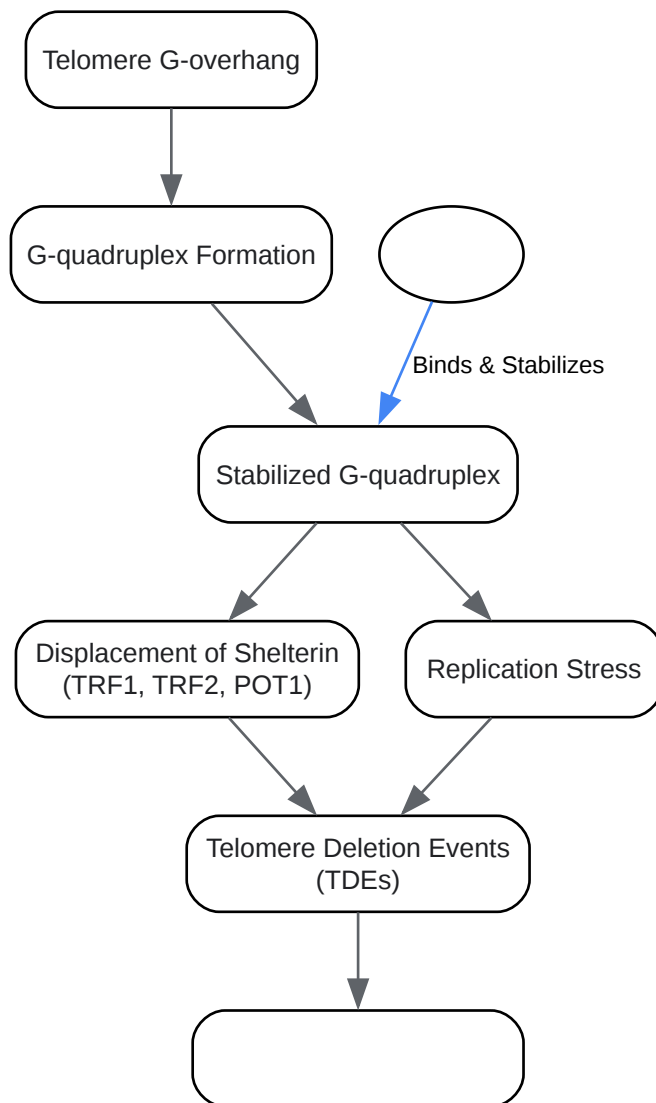 Telomere G-overhang
G-quadruplex Formation
Binds & Stabilizes
Stabilized G-quadruplex
Displacement of Shelterin
(TRF1, TRF2, POT1)
Replication Stress
Telomere Deletion Events
(TDEs)